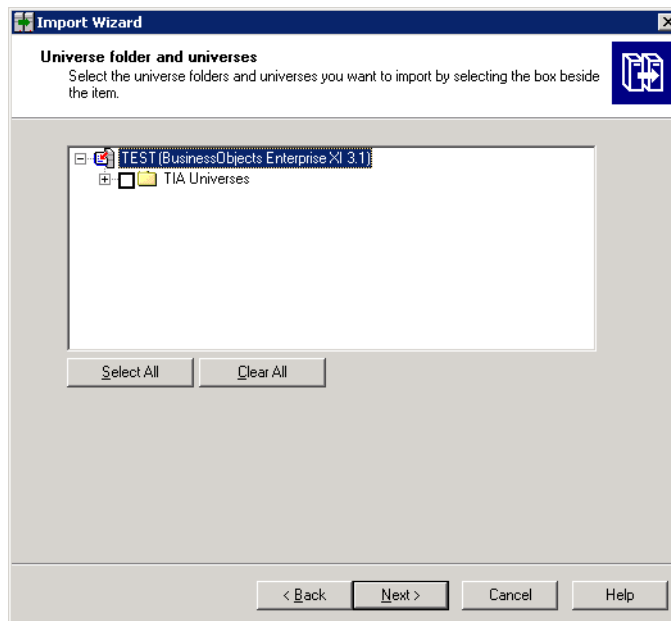 Import Wizard
Universe folder and universes
Select the universe folders and universes you want to import by selecting the box beside
the item.
TEST (BusinessObjects Enterprise XI 3.1)
TIA Universes
Select All
Clear All
< Back
Next >
Cancel
Help